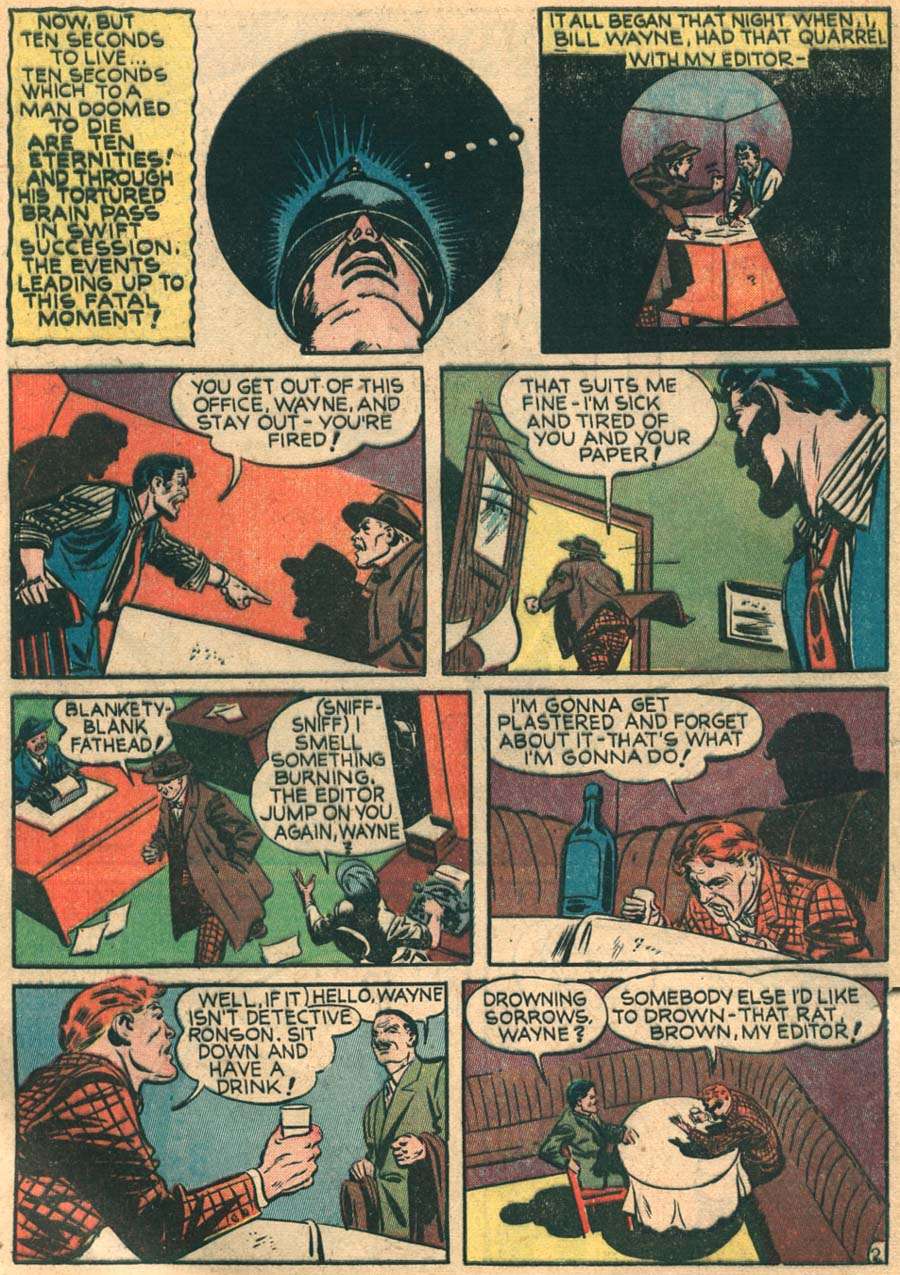 NOW, BUT
TEN SECONDS
TO LIVE...
TEN SECONDS
WHICH TO A
MAN DOOMED
TO DIE
ARE TEN
ETERNITIES!
AND THROUGH
HIS TORTURED
BRAIN PASS
IN SWIFT
SUCCESSION,
THE EVENTS
LEADING UP TO
THIS FATAL
MOMENT!
IT ALL BEGAN THAT NIGHT WHEN, I,
BILL WAYNE, HAD THAT QUARREL
WITH MY EDITOR-
YOU GET OUT OF THIS
OFFICE, WAYNE, AND
STAY OUT - YOU'RE
FIRED!
THAT SUITS ME
FINE - I'M SICK
AND TIRED OF
YOU AND YOUR
PAPER!
BLANKETY-
BLANK
FATHEAD!
(SNIFF-
SNIFF) I
SMELL
SOMETHING
BURNING.
THE EDITOR
JUMP ON YOU
AGAIN, WAYNE
?
I'M GONNA GET
PLASTERED AND FORGET
ABOUT IT - THAT'S WHAT
I'M GONNA DO!
WELL, IF IT
ISN'T DETECTIVE
RONSON. SIT
DOWN AND
HAVE A
DRINK!
HELLO, WAYNE
DROWNING
SORROWS,
WAYNE?
SOMEBODY ELSE I'D LIKE
TO DROWN - THAT RAT,
BROWN, MY EDITOR!
2